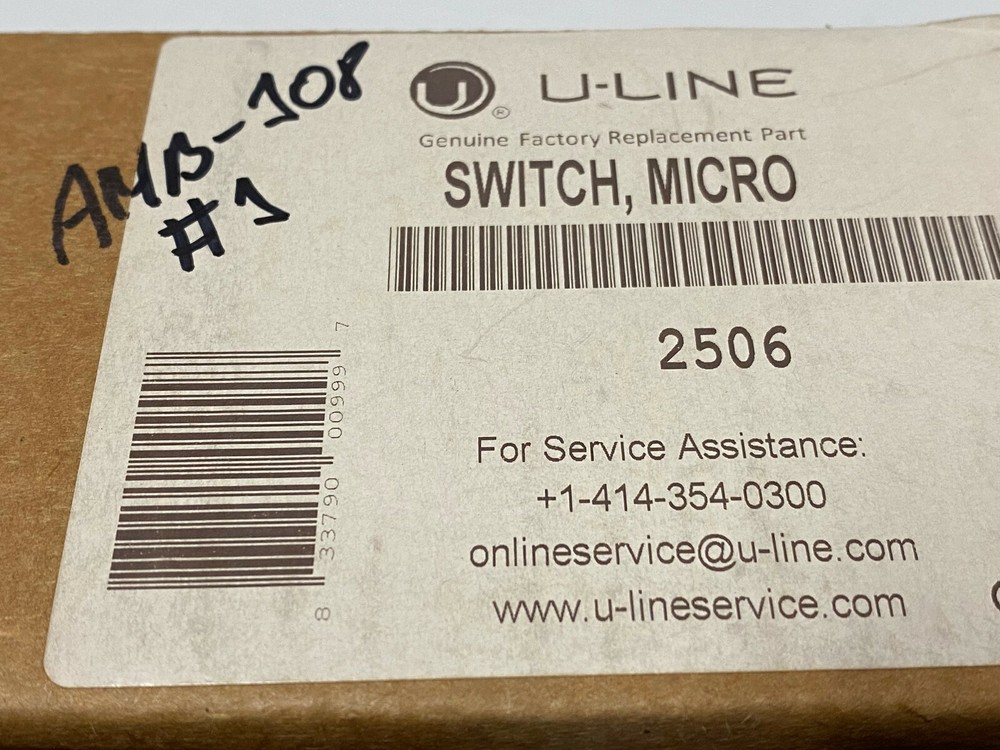 AMB-108
#1
U
®
U-LINE
Genuine Factory Replacement Part
SWITCH, MICRO
2506
8 33790 00999 7
For Service Assistance:
+1-414-354-0300
onlineservice@u-line.com
www.u-lineservice.com